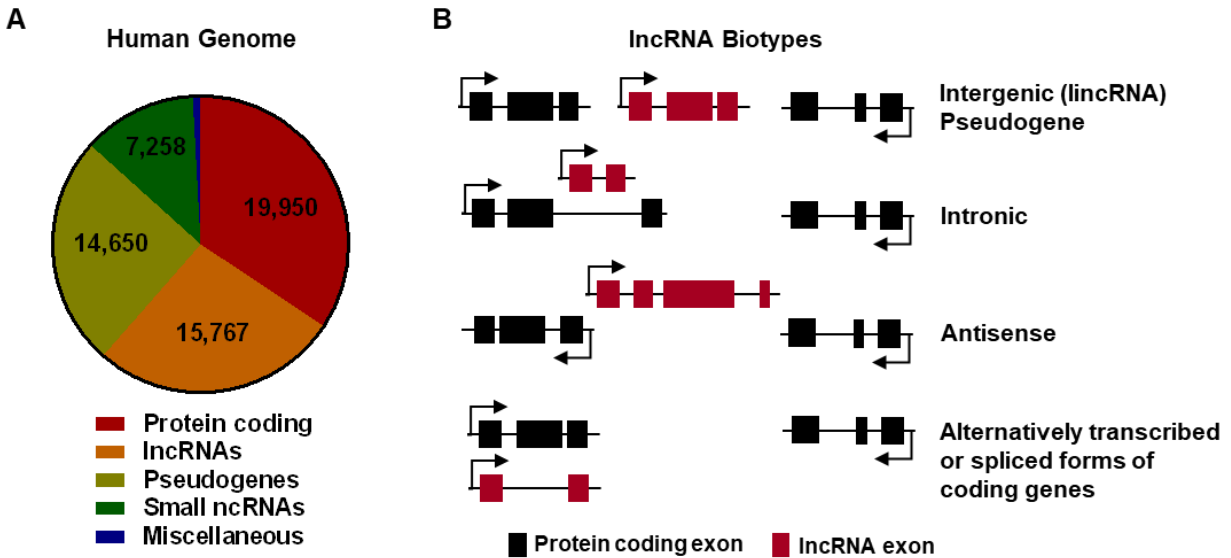 A
Human Genome
7,258
19,950
14,650
15,767
Protein coding
lncRNAs
Pseudogenes
Small ncRNAs
Miscellaneous
B
lncRNA Biotypes
Intergenic (lincRNA)
Pseudogene
Intronic
Antisense
Alternatively transcribed
or spliced forms of
coding genes
Protein coding exon
lncRNA exon